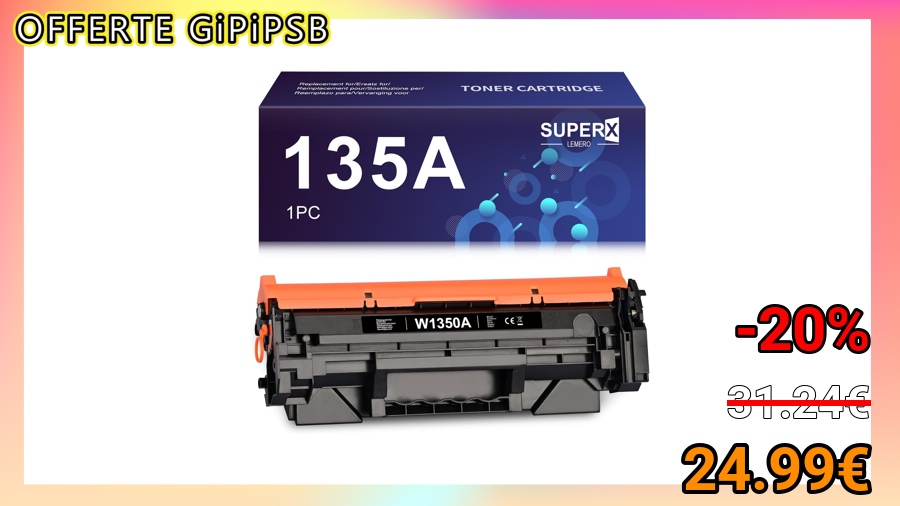 OFFERTE GiPiPSB
Replacement for/Ersatz für/
Remplacement pour/Sostituzione per/
Reemplazo para/Vervanging voor
TONER CARTRIDGE
SUPERX
LEMERO
135A
1PC
W1350A
CE
-20%
31.24€
24.99€